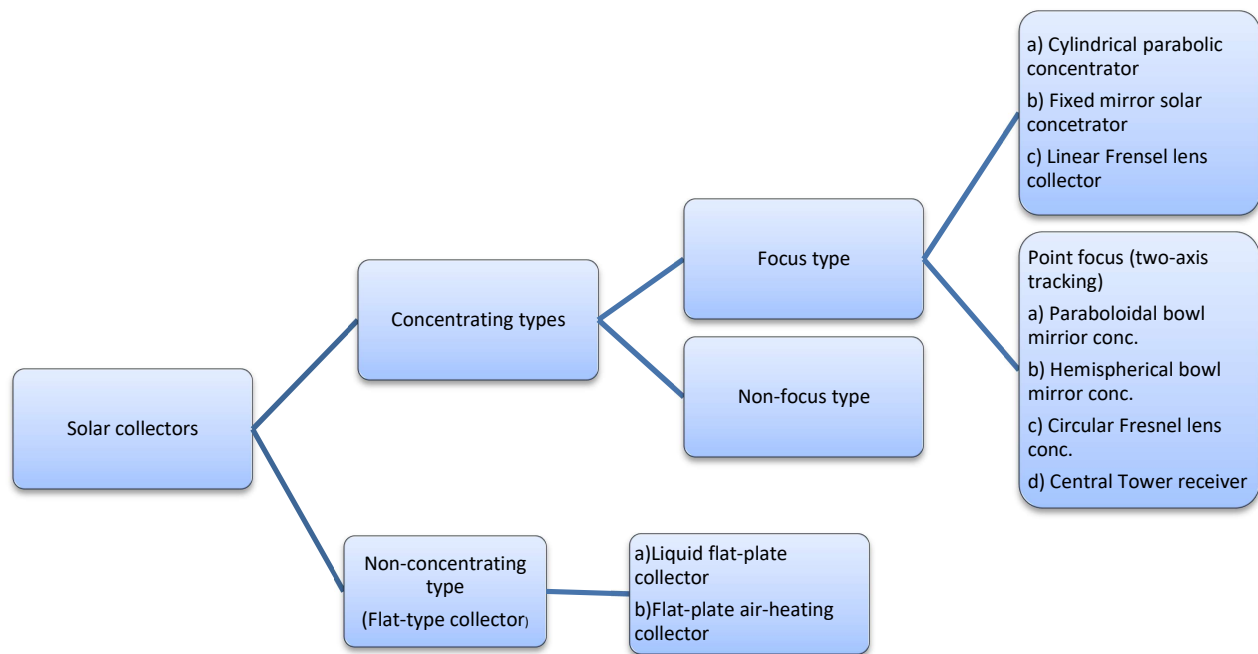 Solar collectors
Concentrating types
Non-concentrating
type
(Flat-type collector)
Focus type
Non-focus type
a)Liquid flat-plate
collector
b)Flat-plate air-heating
collector
a) Cylindrical parabolic
concentrator
b) Fixed mirror solar
concetrator
c) Linear Frensel lens
collector
Point focus (two-axis
tracking)
a) Paraboloidal bowl
mirrior conc.
b) Hemispherical bowl
mirror conc.
c) Circular Fresnel lens
conc.
d) Central Tower receiver